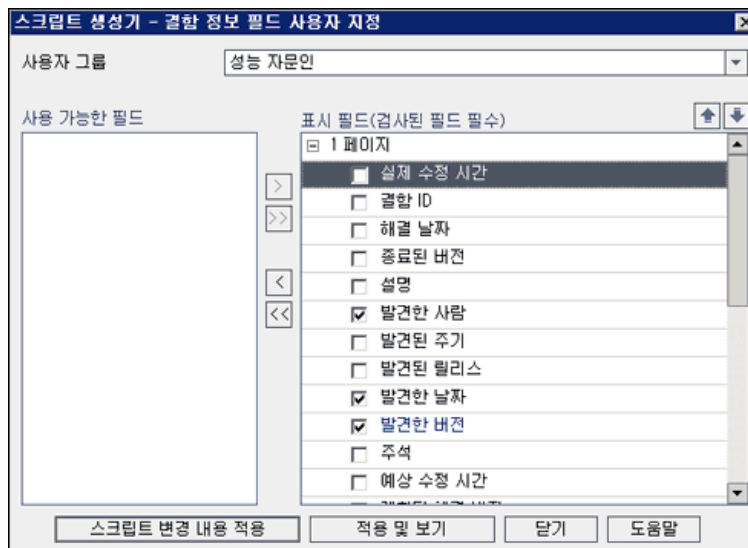 스크립트 생성기 - 결함 정보 필드 사용자 지정
사용자 그룹
성능 자문인
사용 가능한 필드
표시 필드(검사된 필드 필수)
1 페이지
실제 수정 시간
결함 ID
해결 날짜
종료된 버전
설명
발견한 사람
발견된 주기
발견된 릴리스
발견한 날짜
발견한 버전
주석
예상 수정 시간
>
>>
<
<<
스크립트 변경 내용 적용
적용 및 보기
닫기
도움말